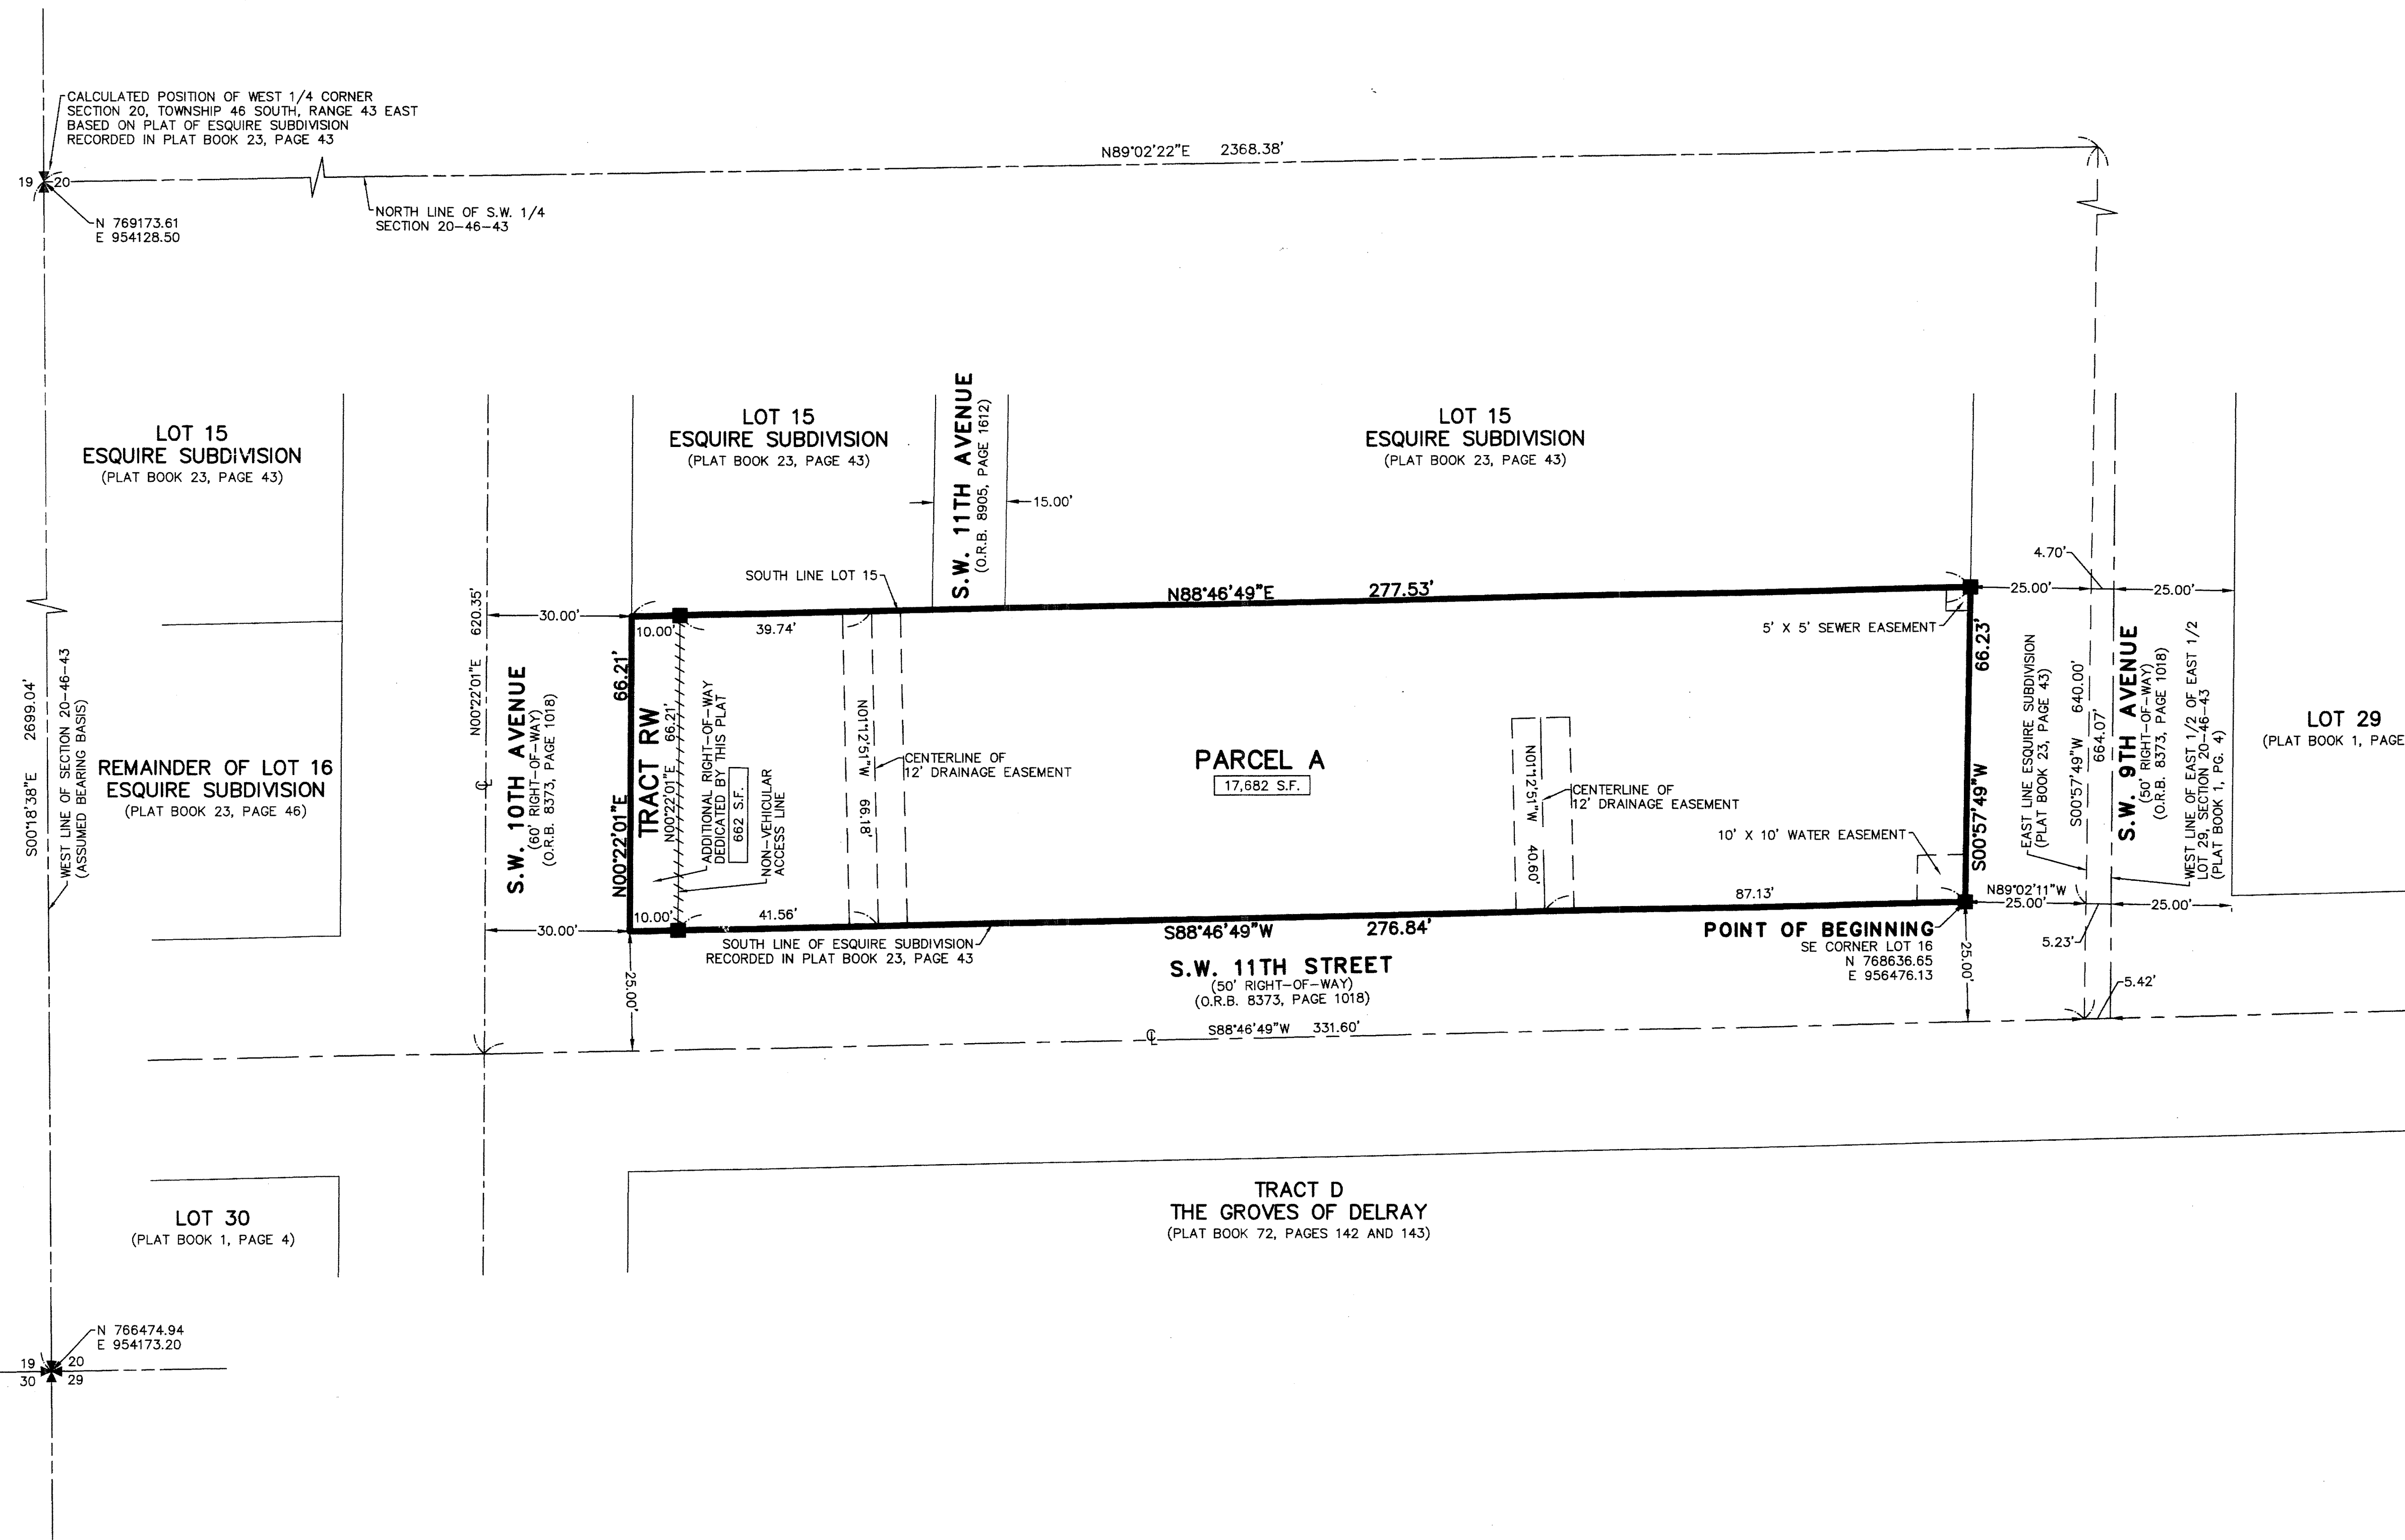 CALCULATED POSITION OF WEST 1/4 CORNER
SECTION 20, TOWNSHIP 46 SOUTH, RANGE 43 EAST
BASED ON PLAT OF ESQUIRE SUBDIVISION
RECORDED IN PLAT BOOK 23, PAGE 43
19
20
N 769173.61
E 954128.50
NORTH LINE OF S.W. 1/4
SECTION 20-46-43
N89°02'22"E 2368.38'
LOT 15
ESQUIRE SUBDIVISION
(PLAT BOOK 23, PAGE 43)
LOT 15
ESQUIRE SUBDIVISION
(PLAT BOOK 23, PAGE 43)
S.W. 11TH AVENUE
(O.R.B. 8905, PAGE 1612)
15.00'
LOT 15
ESQUIRE SUBDIVISION
(PLAT BOOK 23, PAGE 43)
SOUTH LINE LOT 15
N88°46'49"E 277.53'
4.70'
25.00'
25.00'
30.00'
10.00'
39.74'
5' X 5' SEWER EASEMENT
S00°18'38"E 2699.04'
WEST LINE OF SECTION 20-46-43
(ASSUMED BEARING BASIS)
REMAINDER OF LOT 16
ESQUIRE SUBDIVISION
(PLAT BOOK 23, PAGE 46)
N00°22'01"E 620.35'
℄
S.W. 10TH AVENUE
(60' RIGHT-OF-WAY)
(O.R.B. 8373, PAGE 1018)
N00°22'01"E 66.21'
TRACT RW
N00°22'01"E 66.21'
ADDITIONAL RIGHT-OF-WAY
DEDICATED BY THIS PLAT
662 S.F.
NON-VEHICULAR
ACCESS LINE
N01°12'51"W 66.18'
CENTERLINE OF
12' DRAINAGE EASEMENT
PARCEL A
17,682 S.F.
N01°12'51"W 40.60'
CENTERLINE OF
12' DRAINAGE EASEMENT
10' X 10' WATER EASEMENT
S00°57'49"W 66.23'
EAST LINE ESQUIRE SUBDIVISION
(PLAT BOOK 23, PAGE 43)
S00°57'49"W 640.00'
664.07'
S.W. 9TH AVENUE
(50' RIGHT-OF-WAY)
(O.R.B. 8373, PAGE 1018)
WEST LINE OF EAST 1/2 OF EAST 1/2
LOT 29, SECTION 20-46-43
(PLAT BOOK 1, PG. 4)
LOT 29
(PLAT BOOK 1, PAGE
30.00'
10.00'
41.56'
87.13'
N89°02'11"W
25.00'
25.00'
S88°46'49"W 276.84'
SOUTH LINE OF ESQUIRE SUBDIVISION
RECORDED IN PLAT BOOK 23, PAGE 43
POINT OF BEGINNING
SE CORNER LOT 16
N 768636.65
E 956476.13
5.23'
5.42'
25.00'
25.00'
S.W. 11TH STREET
(50' RIGHT-OF-WAY)
(O.R.B. 8373, PAGE 1018)
℄
S88°46'49"W 331.60'
LOT 30
(PLAT BOOK 1, PAGE 4)
TRACT D
THE GROVES OF DELRAY
(PLAT BOOK 72, PAGES 142 AND 143)
N 766474.94
E 954173.20
19
20
30
29